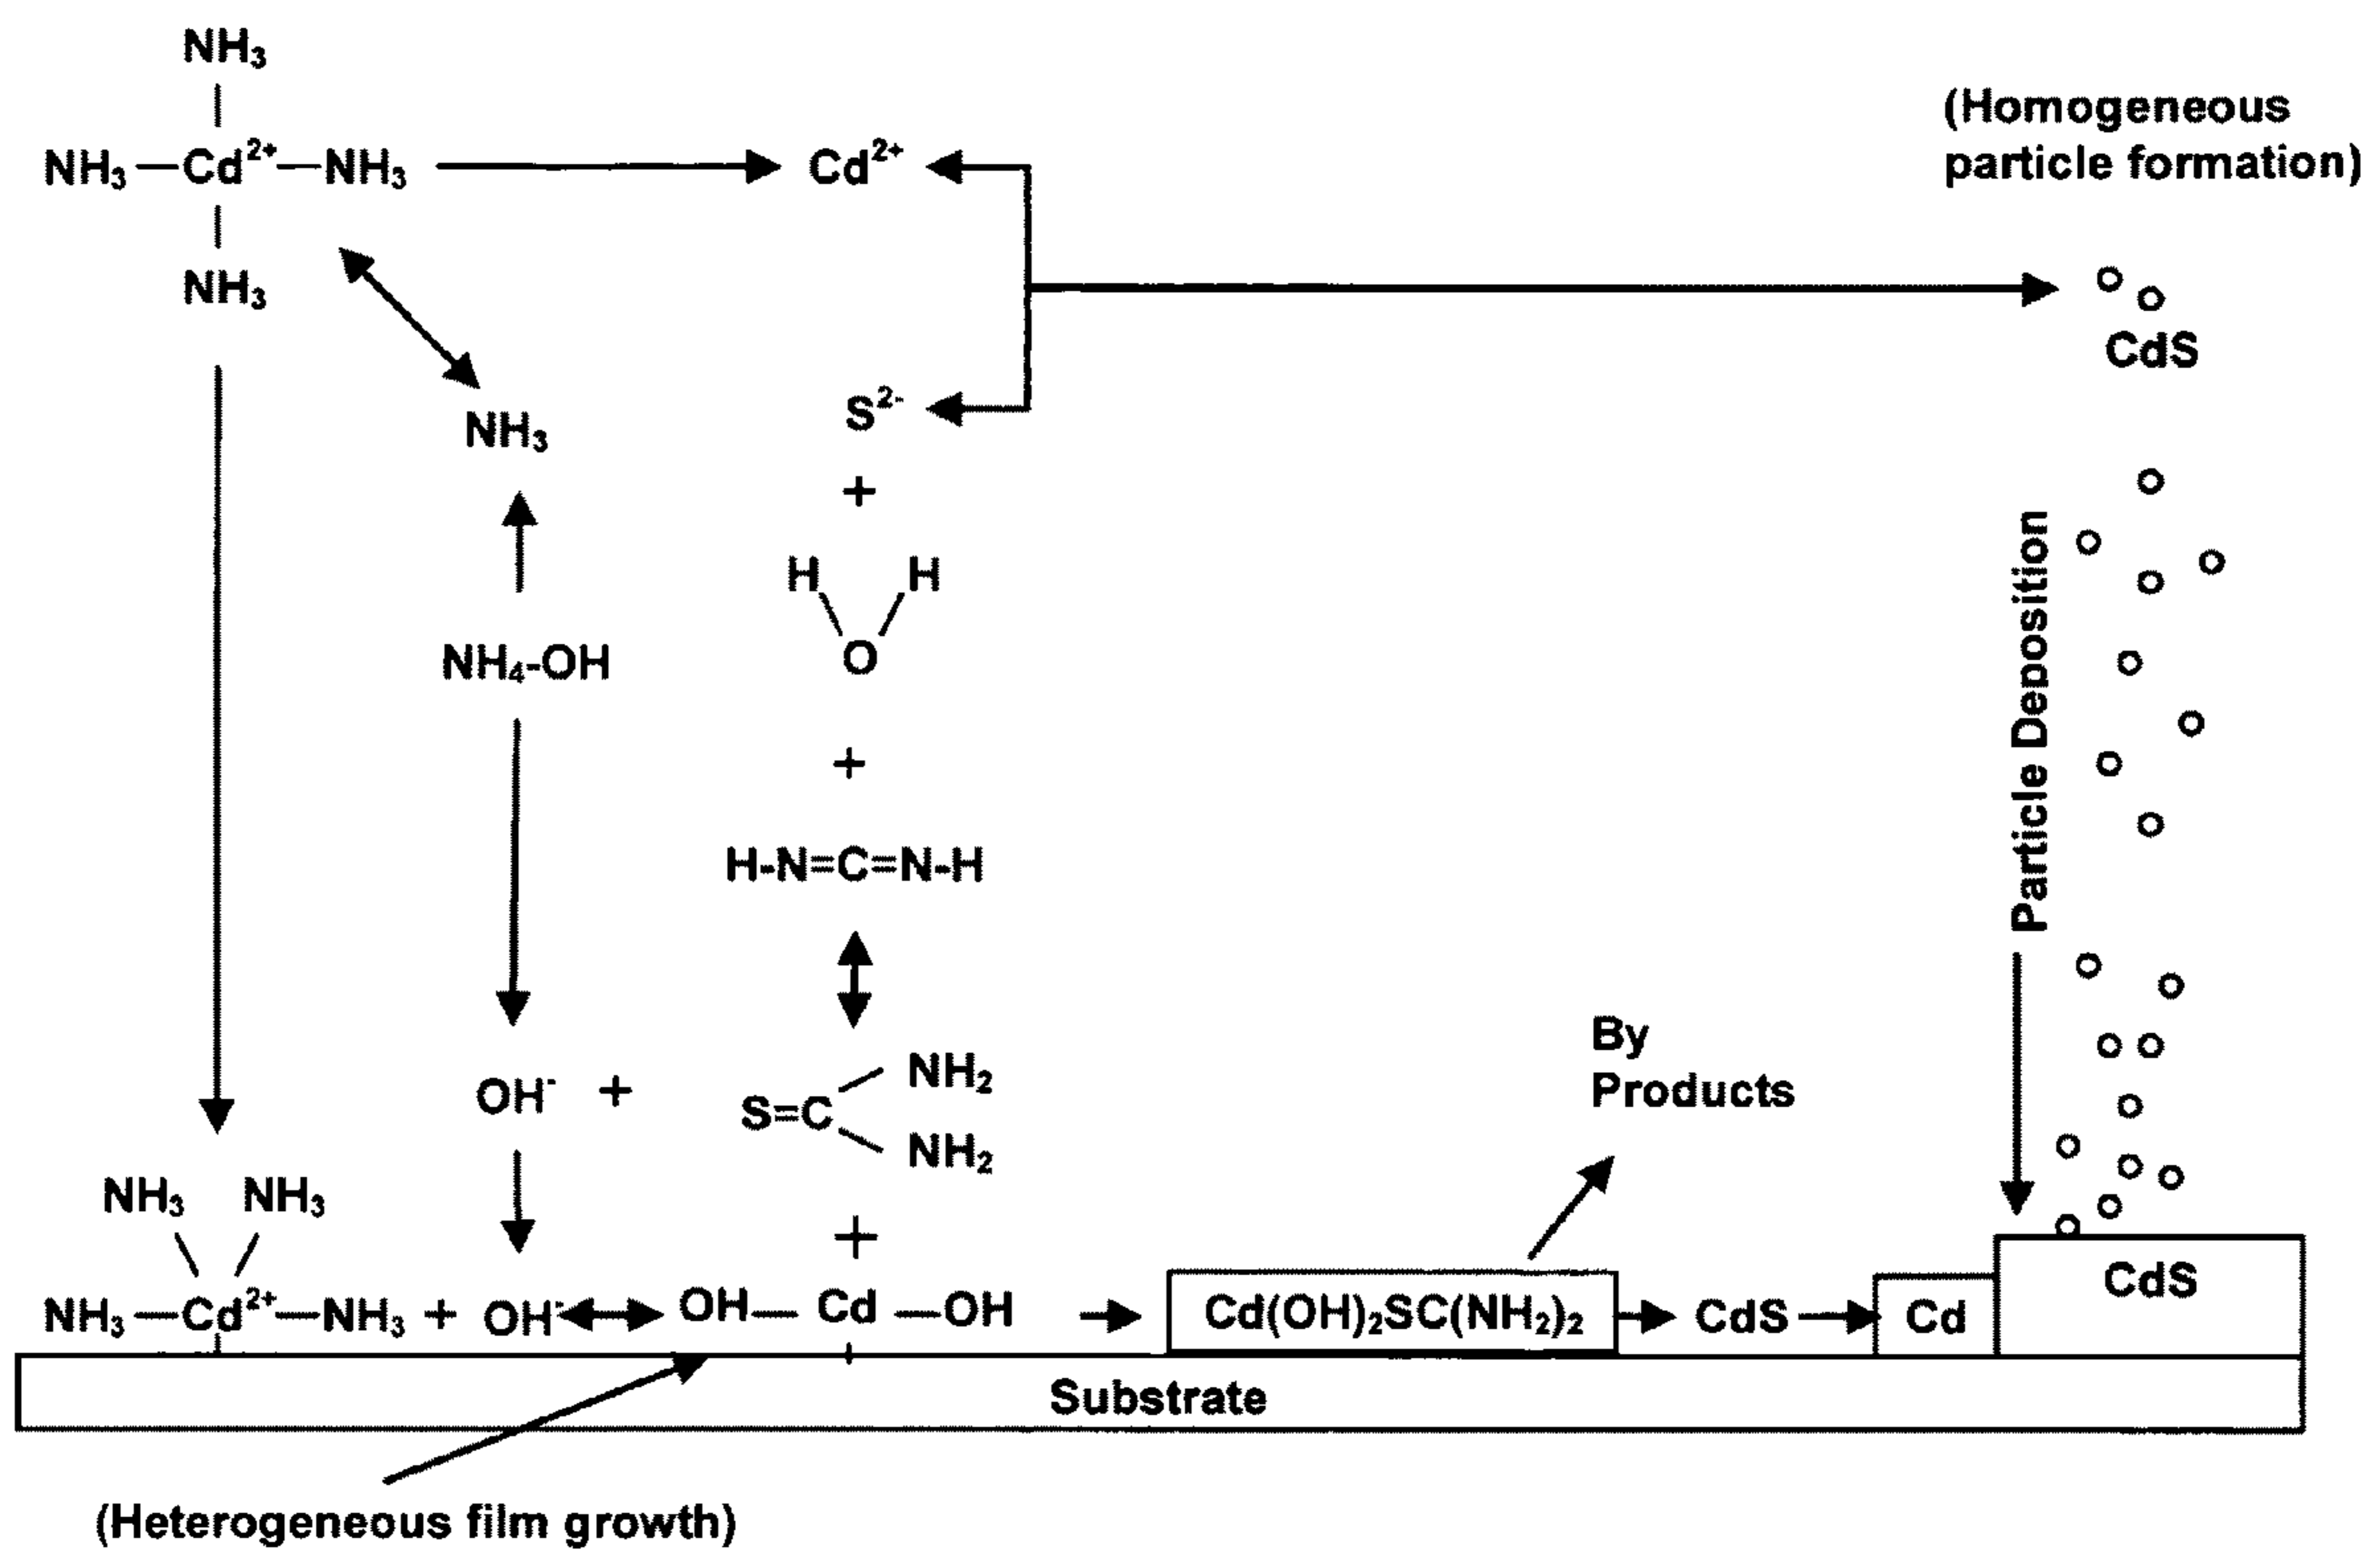 NH₃
NH₃—Cd²⁺—NH₃
NH₃
Cd²⁺
(Homogeneous
particle formation)
CdS
S²⁻
NH₃
+
H H
O
NH₄-OH
+
H-N=C=N-H
Particle Deposition
OH⁻ +
S=C
NH₂
NH₂
By
Products
NH₃ NH₃
+
NH₃—Cd²⁺—NH₃ + OH⁻ OH—Cd—OH
Cd(OH)₂SC(NH₂)₂
CdS
Cd
CdS
Substrate
(Heterogeneous film growth)